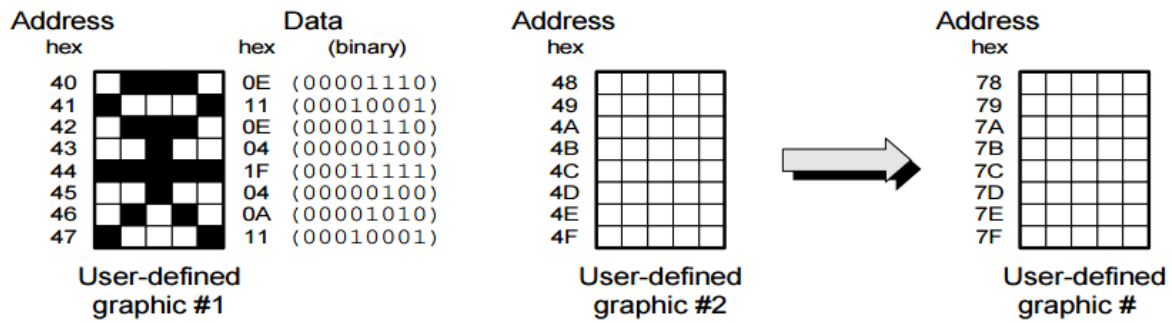 Address Data Address Address
hex hex (binary) hex hex
40 0E (00001110) 48 78
41 11 (00010001) 49 79
42 0E (00001110) 4A 7A
43 04 (00000100) 4B 7B
44 1F (00011111) 4C 7C
45 04 (00000100) 4D 7D
46 0A (00001010) 4E 7E
47 11 (00010001) 4F 7F
User-defined User-defined User-defined
graphic #1 graphic #2 graphic #